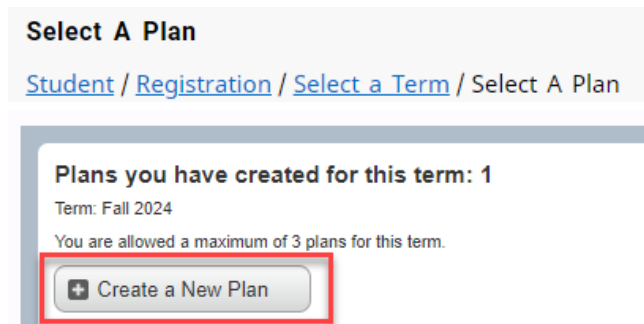 Select A Plan
Student / Registration / Select a Term / Select A Plan
Plans you have created for this term: 1
Term: Fall 2024
You are allowed a maximum of 3 plans for this term.
Create a New Plan